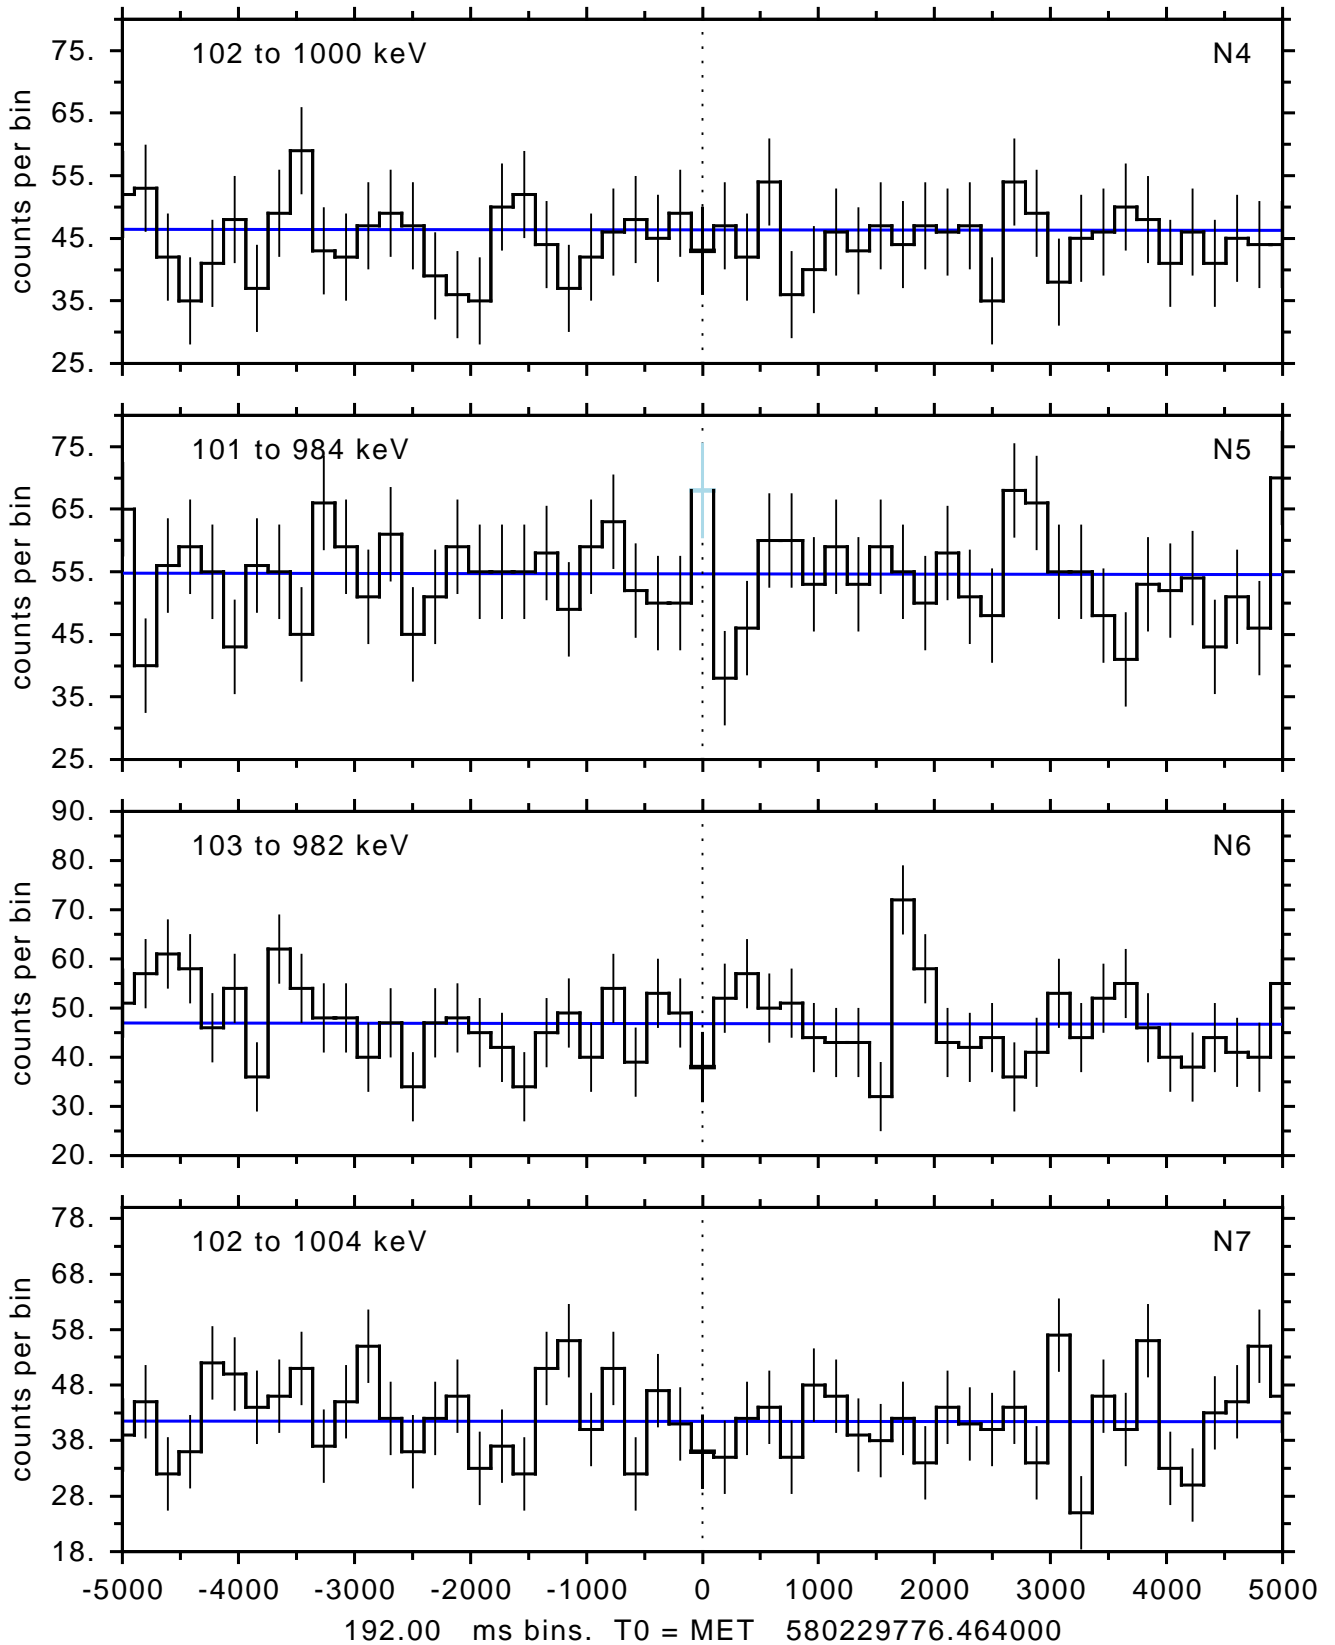 102 to 1000 keV N4
75.
65.
55.
45.
35.
25.
counts per bin
101 to 984 keV N5
75.
65.
55.
45.
35.
25.
counts per bin
103 to 982 keV N6
90.
80.
70.
60.
50.
40.
30.
20.
counts per bin
102 to 1004 keV N7
78.
68.
58.
48.
38.
28.
18.
counts per bin
-5000 -4000 -3000 -2000 -1000 0 1000 2000 3000 4000 5000
192.00 ms bins. T0 = MET 580229776.464000